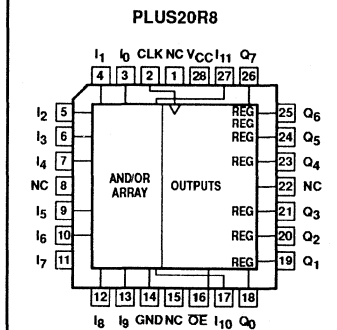 PLUS20R8
I1 I0 CLK NC VCC I11 Q7
4 3 2 1 28 27 26
I2 5 REG 25 Q6
REG
I3 6 REG 24 Q5
I4 7 REG 23 Q4
NC 8 AND/OR ARRAY OUTPUTS 22 NC
I5 9 REG 21 Q3
I6 10 REG 20 Q2
I7 11 REG 19 Q1
REG
12 13 14 15 16 17 18
I8 I9 GND NC OE I10 Q0